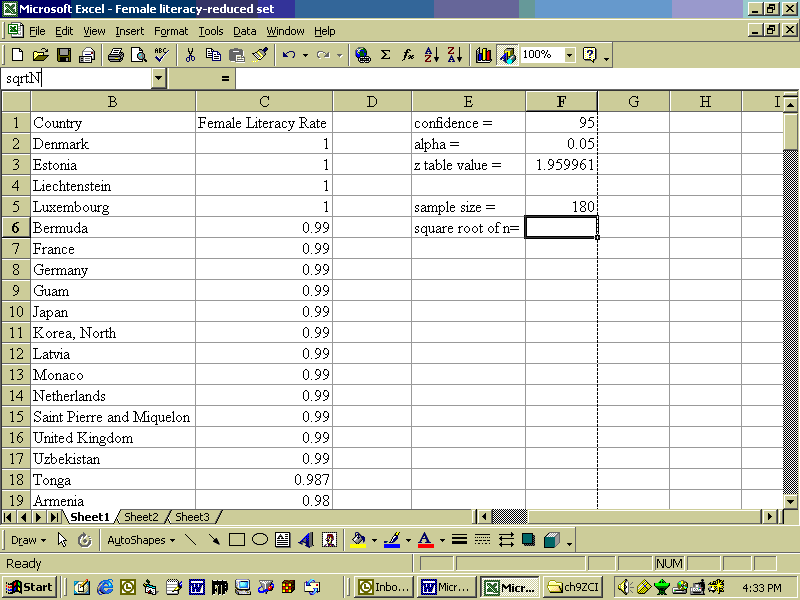 Microsoft Excel - Female literacy-reduced set
File Edit View Insert Format Tools Data Window Help
100%
sqrtN =
B C D E F G H I
1 Country Female Literacy Rate confidence = 95
2 Denmark 1 alpha = 0.05
3 Estonia 1 z table value = 1.959961
4 Liechtenstein 1
5 Luxembourg 1 sample size = 180
6 Bermuda 0.99 square root of n=
7 France 0.99
8 Germany 0.99
9 Guam 0.99
10 Japan 0.99
11 Korea, North 0.99
12 Latvia 0.99
13 Monaco 0.99
14 Netherlands 0.99
15 Saint Pierre and Miquelon 0.99
16 United Kingdom 0.99
17 Uzbekistan 0.99
18 Tonga 0.987
19 Armenia 0.98
Sheet1 Sheet2 Sheet3
Draw AutoShapes
Ready NUM
Start Inbo... Micr... Micr... ch9ZCI 4:33 PM